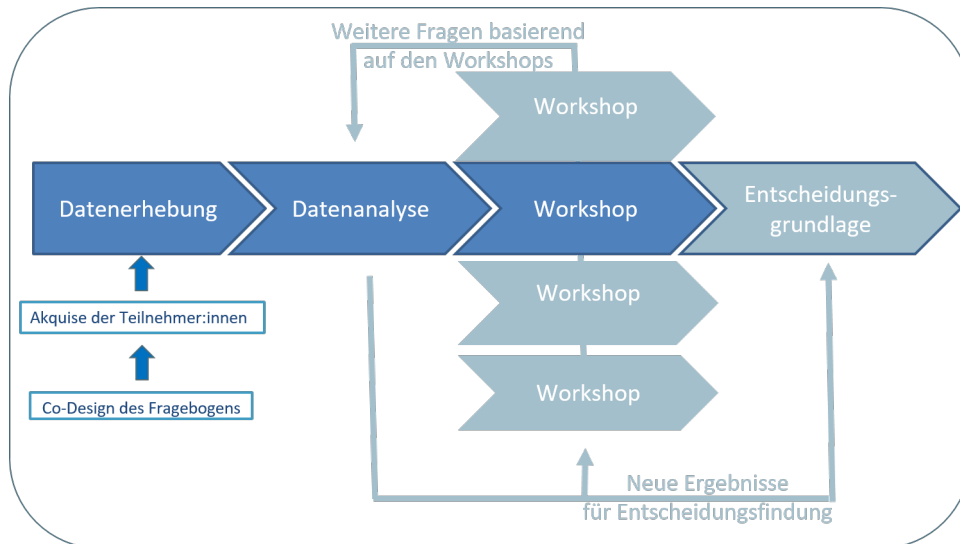 Weitere Fragen basierend
auf den Workshops
Workshop
Datenerhebung
Datenanalyse
Workshop
Entscheidungs-
grundlage
Workshop
Akquise der Teilnehmer:innen
Workshop
Co-Design des Fragebogens
Neue Ergebnisse
für Entscheidungsfindung